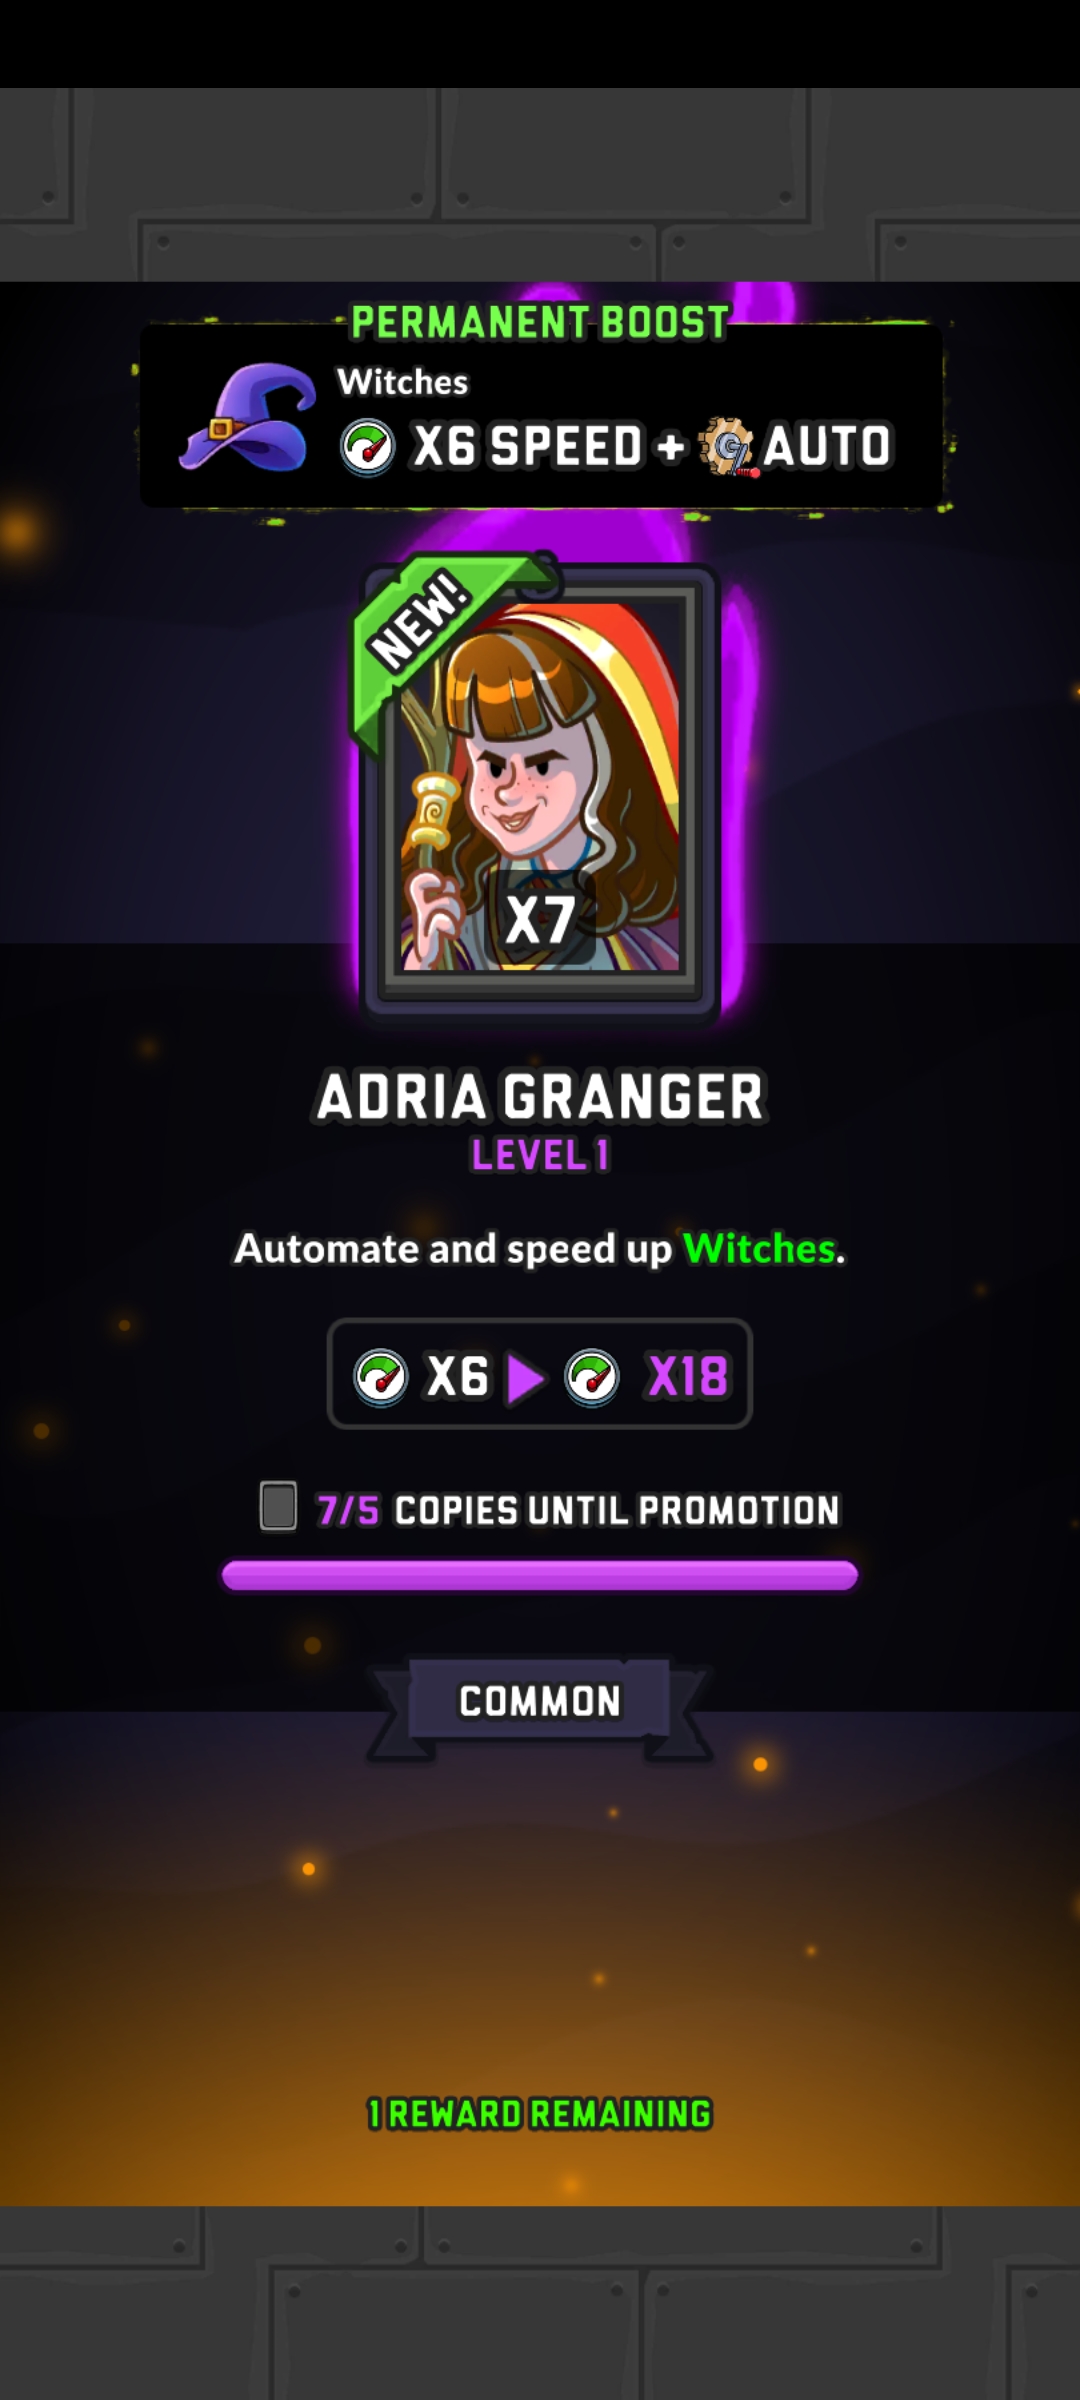 PERMANENT BOOST
Witches
X6 SPEED + AUTO
NEW!
X7
ADRIA GRANGER
LEVEL 1
Automate and speed up Witches.
X6 X18
7/5 COPIES UNTIL PROMOTION
COMMON
1 REWARD REMAINING